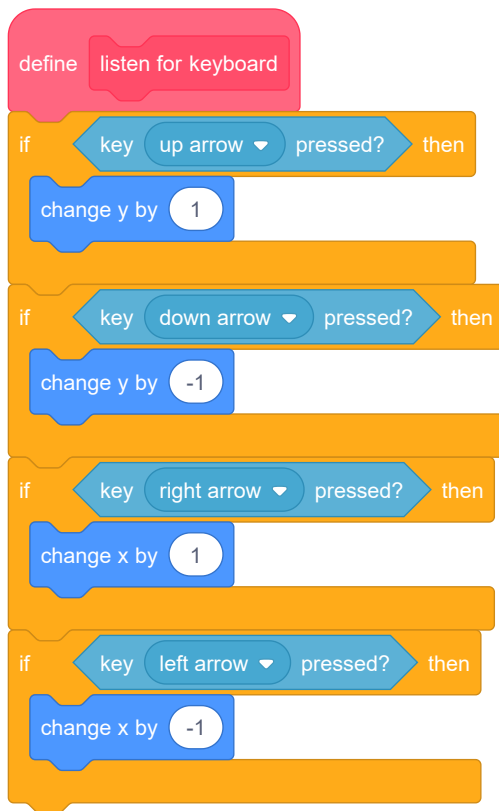 define listen for keyboard
if key up arrow pressed? then
change y by 1
if key down arrow pressed? then
change y by -1
if key right arrow pressed? then
change x by 1
if key left arrow pressed? then
change x by -1